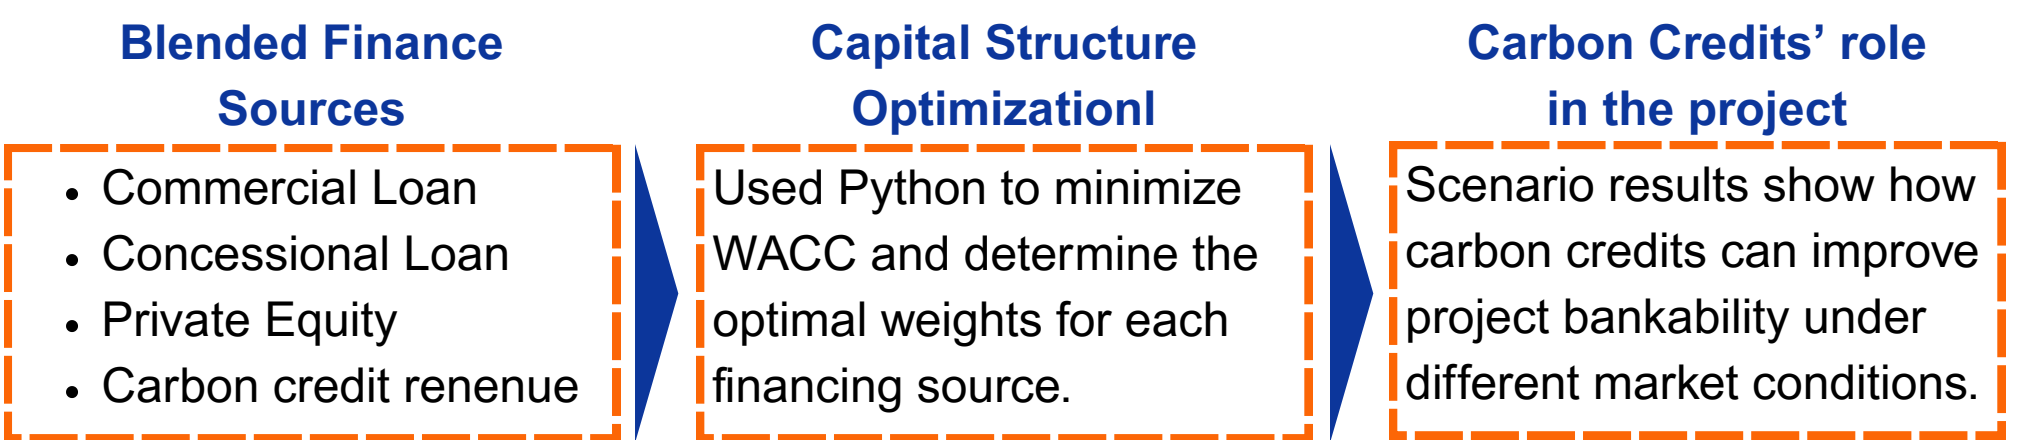 Blended Finance
Sources
• Commercial Loan
• Concessional Loan
• Private Equity
• Carbon credit renenue
Capital Structure
Optimizationl
Used Python to minimize
WACC and determine the
optimal weights for each
financing source.
Carbon Credits’ role
in the project
Scenario results show how
carbon credits can improve
project bankability under
different market conditions.